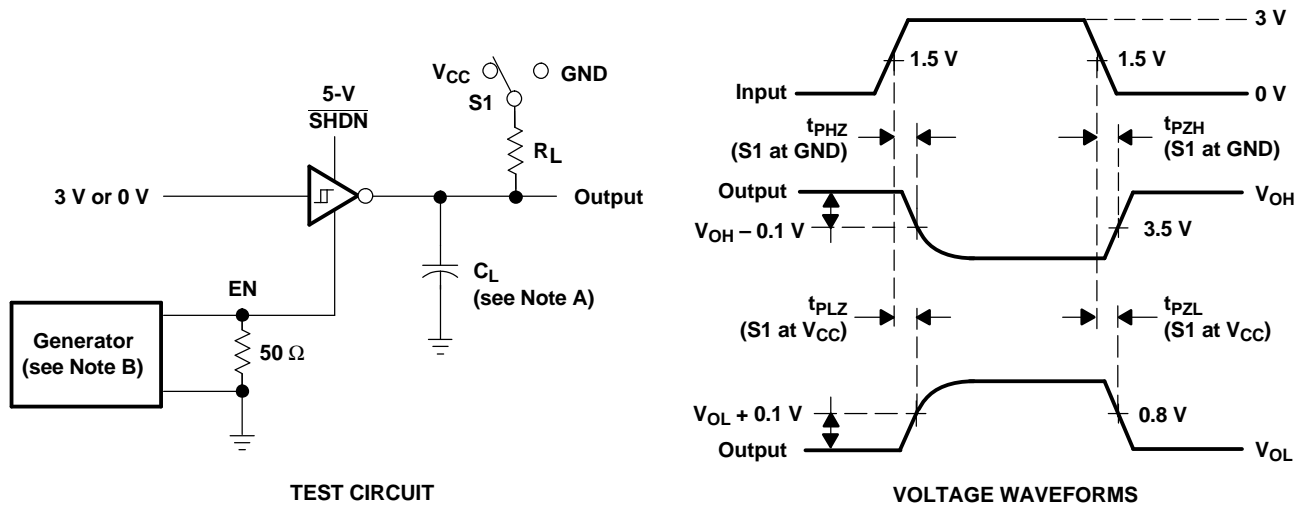 VCC
GND
S1
5-V
SHDN
RL
3 V or 0 V
Output
CL
(see Note A)
EN
Generator
(see Note B)
50 Ω
TEST CIRCUIT
3 V
1.5 V
1.5 V
Input
0 V
tPHZ
(S1 at GND)
tPZH
(S1 at GND)
Output
VOH
VOH – 0.1 V
3.5 V
tPLZ
(S1 at VCC)
tPZL
(S1 at VCC)
VOL + 0.1 V
0.8 V
Output
VOL
VOLTAGE WAVEFORMS